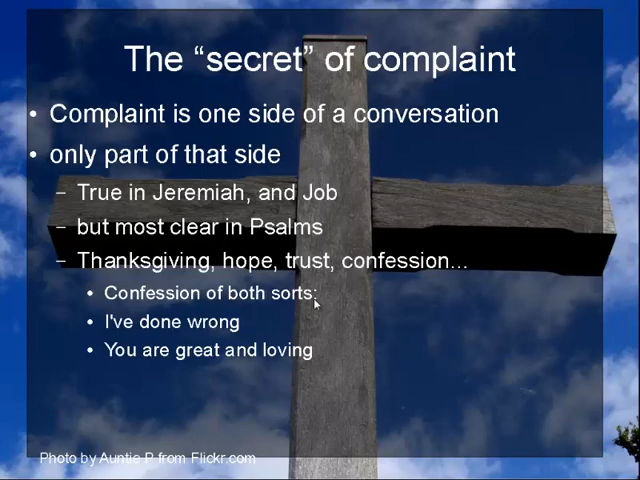 The “secret” of complaint
• Complaint is one side of a conversation
• only part of that side
– True in Jeremiah, and Job
– but most clear in Psalms
– Thanksgiving, hope, trust, confession...
• Confession of both sorts:
• I've done wrong
• You are great and loving
Photo by Auntie P from Flickr.com